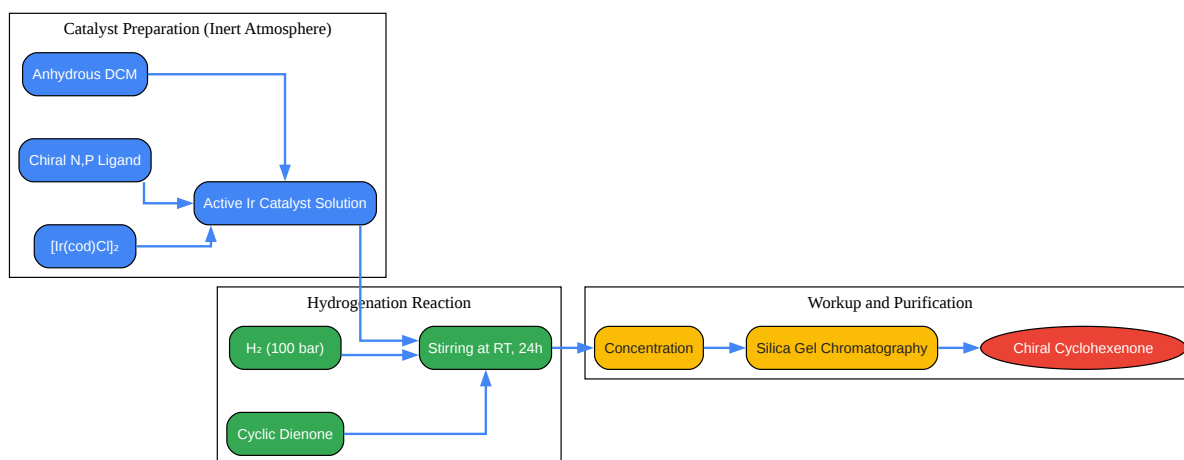 Catalyst Preparation (Inert Atmosphere)
Anhydrous DCM
Chiral N,P Ligand
Active Ir Catalyst Solution
[Ir(cod)Cl]₂
Hydrogenation Reaction
H₂ (100 bar)
Stirring at RT, 24h
Cyclic Dienone
Workup and Purification
Concentration
Silica Gel Chromatography
Chiral Cyclohexenone